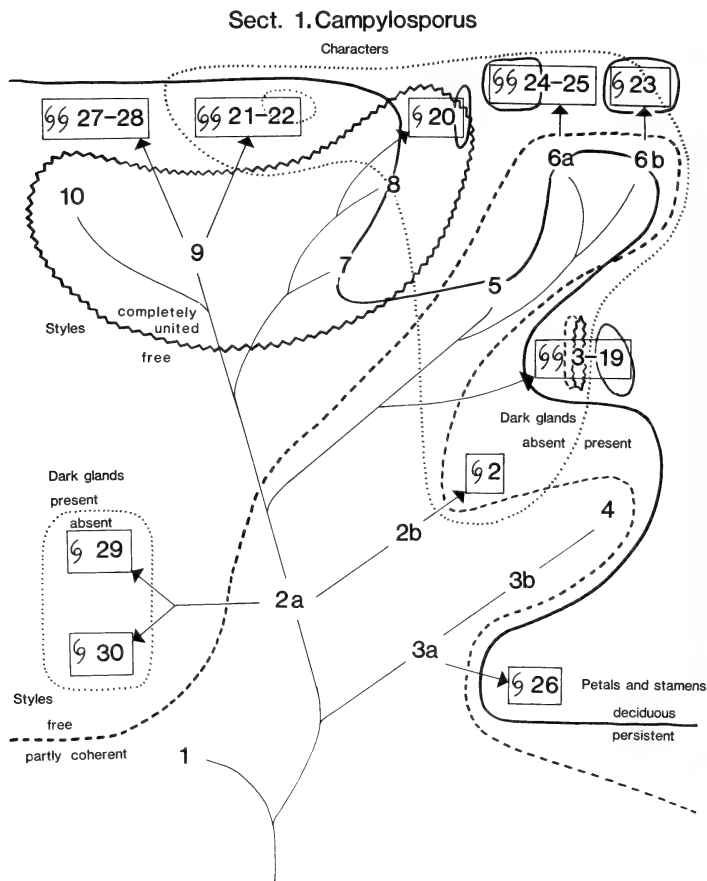 Sect. 1. Campylosporus
Characters
24–25
23
27–28
21–22
20
6a
6b
8
10
9
7
5
completely
united
Styles
free
3–19
Dark glands
absent
present
Dark glands
present
absent
2
4
29
2b
3b
2a
30
3a
26
Petals and stamens
deciduous
persistent
Styles
free
partly coherent
1